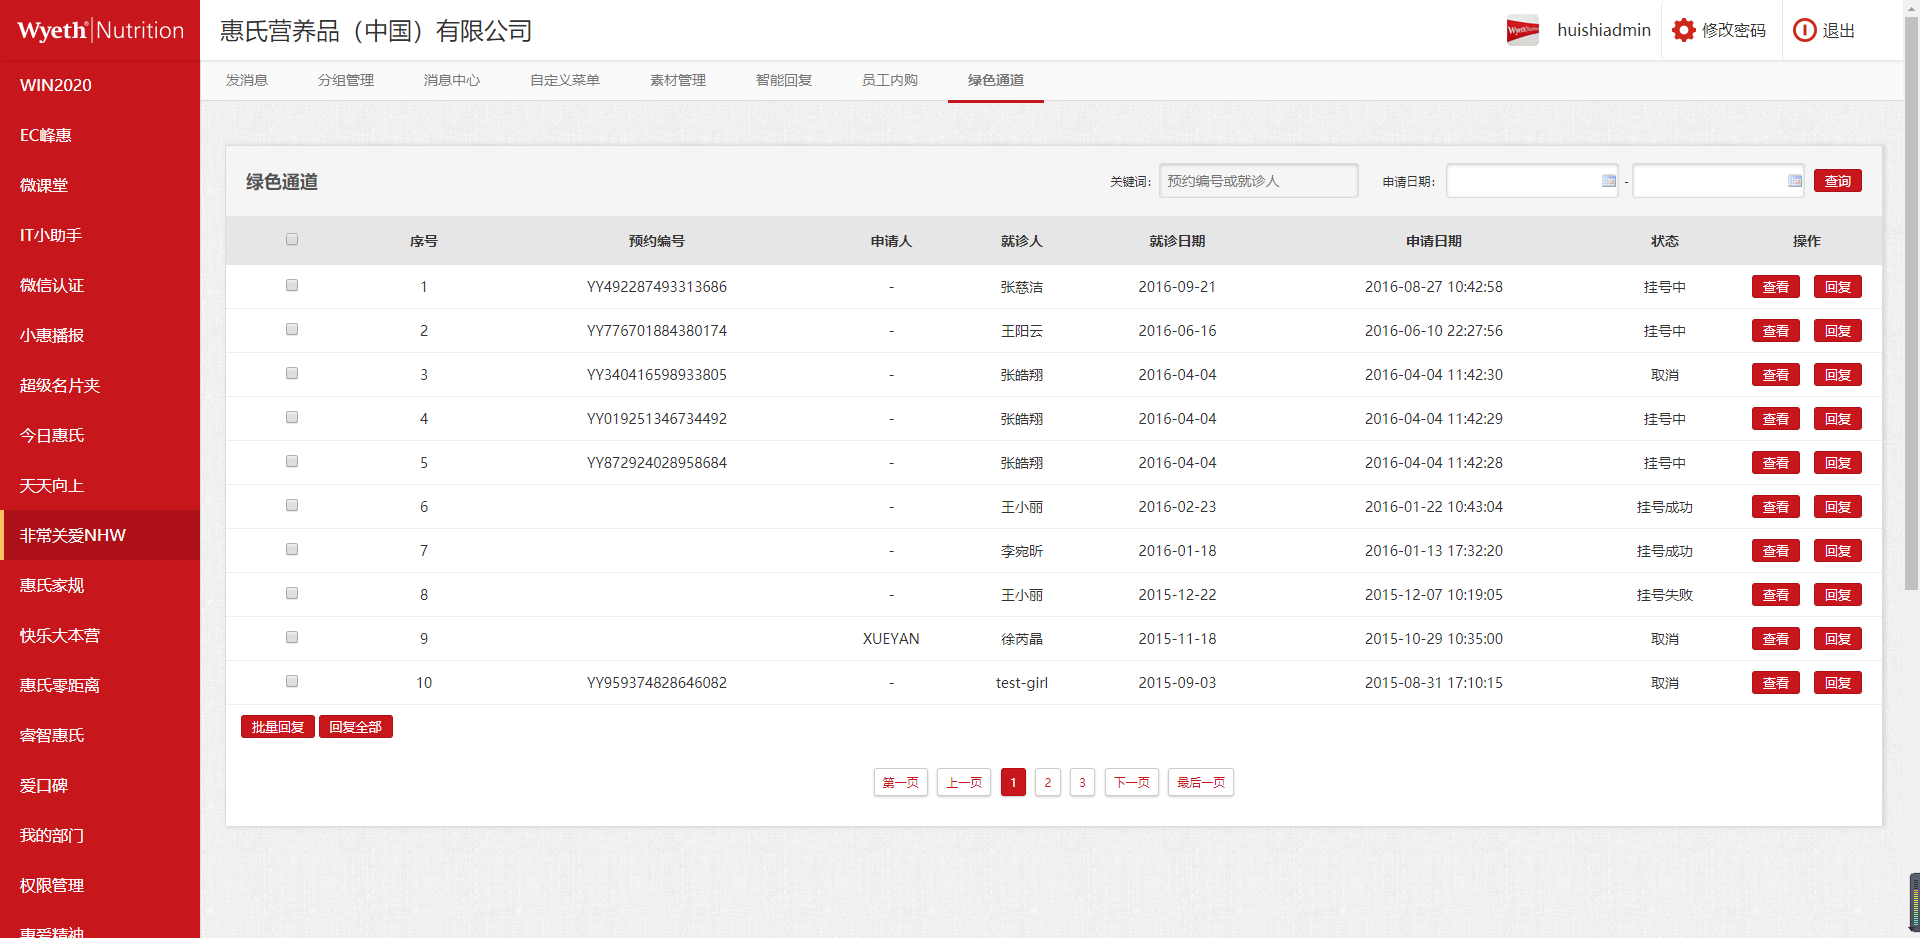 Wyeth® | Nutrition
惠氏营养品（中国）有限公司
huishiadmin
修改密码
退出
发消息 分组管理 消息中心 自定义菜单 素材管理 智能回复 员工内购 绿色通道
WIN2020
EC峰惠
微课堂
IT小助手
微信认证
小惠播报
超级名片夹
今日惠氏
天天向上
非常关爱NHW
惠氏家规
快乐大本营
惠氏零距离
睿智惠氏
爱口碑
我的部门
权限管理
惠爱精神
绿色通道 关键词： 预约编号或就诊人 申请日期： - 查询
序号 预约编号 申请人 就诊人 就诊日期 申请日期 状态 操作
1 YY492287493313686 - 张慈洁 2016-09-21 2016-08-27 10:42:58 挂号中 查看 回复
2 YY776701884380174 - 王阳云 2016-06-16 2016-06-10 22:27:56 挂号中 查看 回复
3 YY340416598933805 - 张皓翔 2016-04-04 2016-04-04 11:42:30 取消 查看 回复
4 YY019251346734492 - 张皓翔 2016-04-04 2016-04-04 11:42:29 挂号中 查看 回复
5 YY872924028958684 - 张皓翔 2016-04-04 2016-04-04 11:42:28 挂号中 查看 回复
6 - 王小丽 2016-02-23 2016-01-22 10:43:04 挂号成功 查看 回复
7 - 李宛昕 2016-01-18 2016-01-13 17:32:20 挂号成功 查看 回复
8 - 王小丽 2015-12-22 2015-12-07 10:19:05 挂号失败 查看 回复
9 XUEYAN 徐芮晶 2015-11-18 2015-10-29 10:35:00 取消 查看 回复
10 YY959374828646082 - test-girl 2015-09-03 2015-08-31 17:10:15 取消 查看 回复
批量回复 回复全部
第一页 上一页 1 2 3 下一页 最后一页